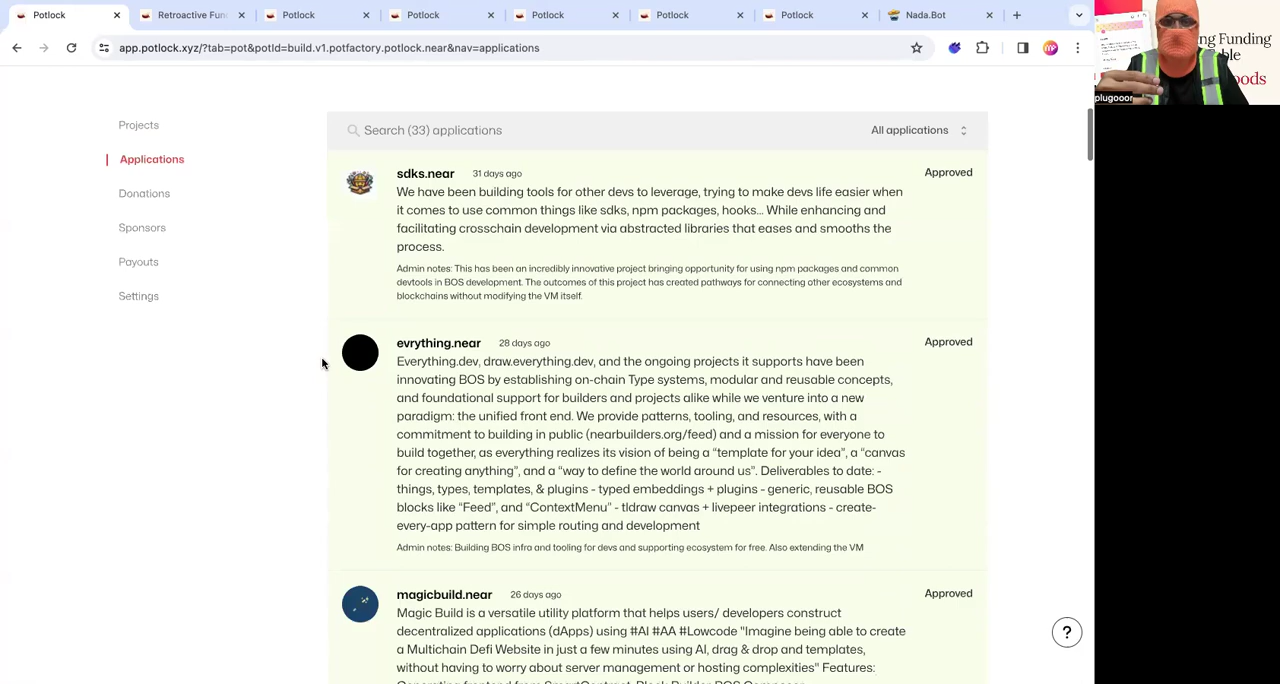 Potlock
Retroactive Fun
Potlock
Potlock
Potlock
Potlock
Potlock
Nada.Bot
app.potlock.xyz/?tab=pot&potId=build.v1.potfactory.potlock.near&nav=applications
MP
ng Funding
ble
oods
plugooor
Projects
Applications
Donations
Sponsors
Payouts
Settings
Search (33) applications
All applications
sdks.near 31 days ago Approved
We have been building tools for other devs to leverage, trying to make devs life easier when
it comes to use common things like sdks, npm packages, hooks... While enhancing and
facilitating crosschain development via abstracted libraries that eases and smooths the
process.
Admin notes: This has been an incredibly innovative project bringing opportunity for using npm packages and common
devtools in BOS development. The outcomes of this project has created pathways for connecting other ecosystems and
blockchains without modifying the VM itself.
evrything.near 28 days ago Approved
Everything.dev, draw.everything.dev, and the ongoing projects it supports have been
innovating BOS by establishing on-chain Type systems, modular and reusable concepts,
and foundational support for builders and projects alike while we venture into a new
paradigm: the unified front end. We provide patterns, tooling, and resources, with a
commitment to building in public (nearbuilders.org/feed) and a mission for everyone to
build together, as everything realizes its vision of being a “template for your idea”, a “canvas
for creating anything”, and a “way to define the world around us”. Deliverables to date: -
things, types, templates, & plugins - typed embeddings + plugins - generic, reusable BOS
blocks like “Feed”, and “ContextMenu” - tldraw canvas + livepeer integrations - create-
every-app pattern for simple routing and development
Admin notes: Building BOS infra and tooling for devs and supporting ecosystem for free. Also extending the VM
magicbuild.near 26 days ago Approved
Magic Build is a versatile utility platform that helps users/ developers construct
decentralized applications (dApps) using #AI #AA #Lowcode "Imagine being able to create
a Multichain Defi Website in just a few minutes using AI, drag & drop and templates,
without having to worry about server management or hosting complexities" Features:
Generating frontend from SmartContract, Block Builder BOS Composer
?